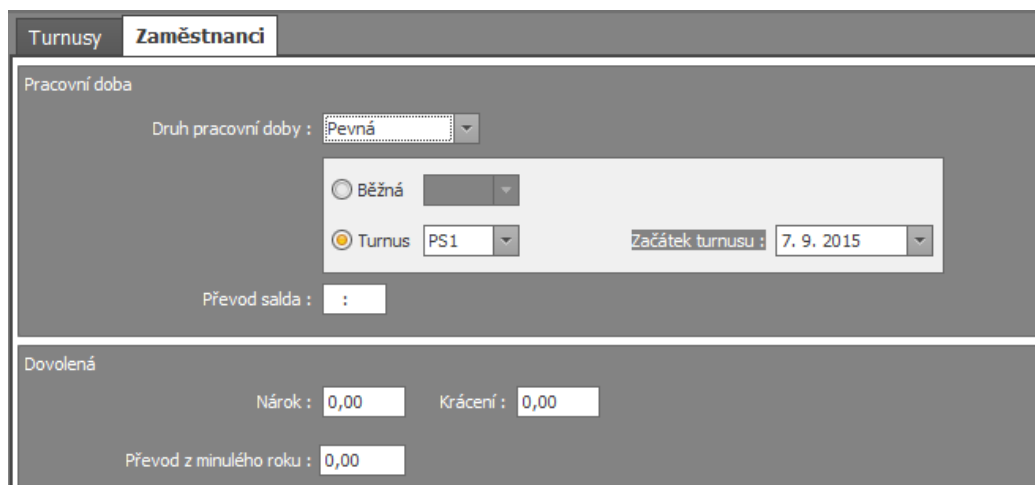 Turnusy Zaměstnanci
Pracovní doba
Druh pracovní doby : Pevná
Běžná
Turnus PS1 Začátek turnusu : 7. 9. 2015
Převod salda : :
Dovolená
Nárok : 0,00 Krácení : 0,00
Převod z minulého roku : 0,00